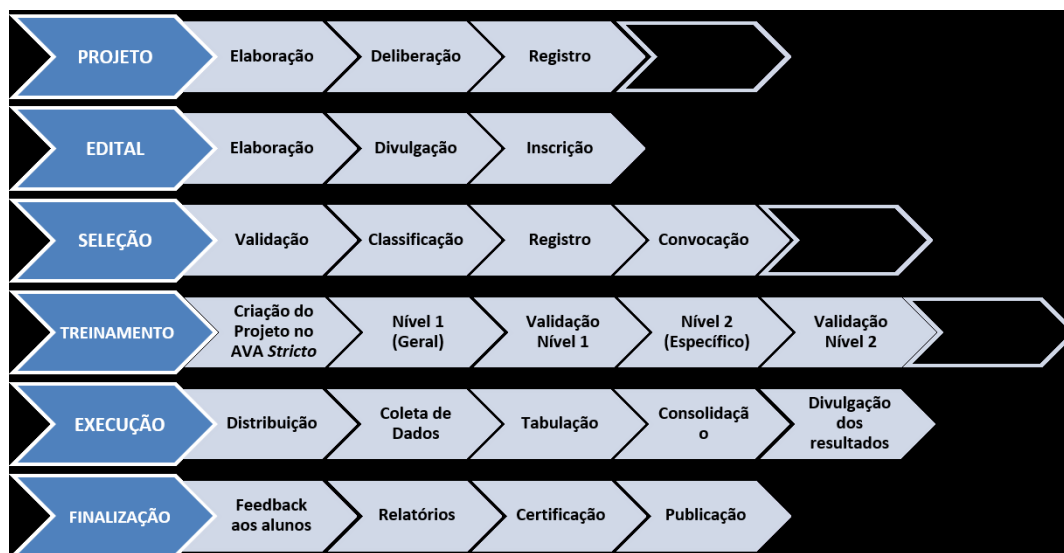 PROJETO
Elaboração
Deliberação
Registro
EDITAL
Elaboração
Divulgação
Inscrição
SELEÇÃO
Validação
Classificação
Registro
Convocação
TREINAMENTO
Criação do
Projeto no
AVA Stricto
Nível 1
(Geral)
Validação
Nível 1
Nível 2
(Específico)
Validação
Nível 2
EXECUÇÃO
Distribuição
Coleta de
Dados
Tabulação
Consolidaçã
o
Divulgação
dos
resultados
FINALIZAÇÃO
Feedback
aos alunos
Relatórios
Certificação
Publicação